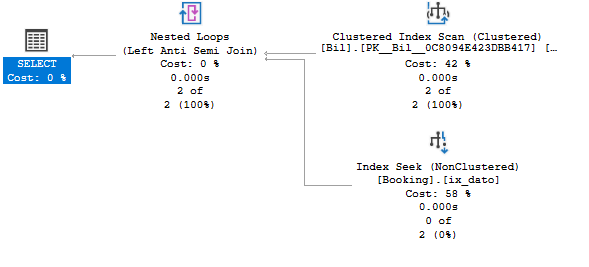 SELECT
Cost: 0 %
Nested Loops
(Left Anti Semi Join)
Cost: 0 %
0.000s
2 of
2 (100%)
Clustered Index Scan (Clustered)
[Bil].[PK__Bil__0C8094E423DBB417] […
Cost: 42 %
0.000s
2 of
2 (100%)
Index Seek (NonClustered)
[Booking].[ix_dato]
Cost: 58 %
0.000s
0 of
2 (0%)